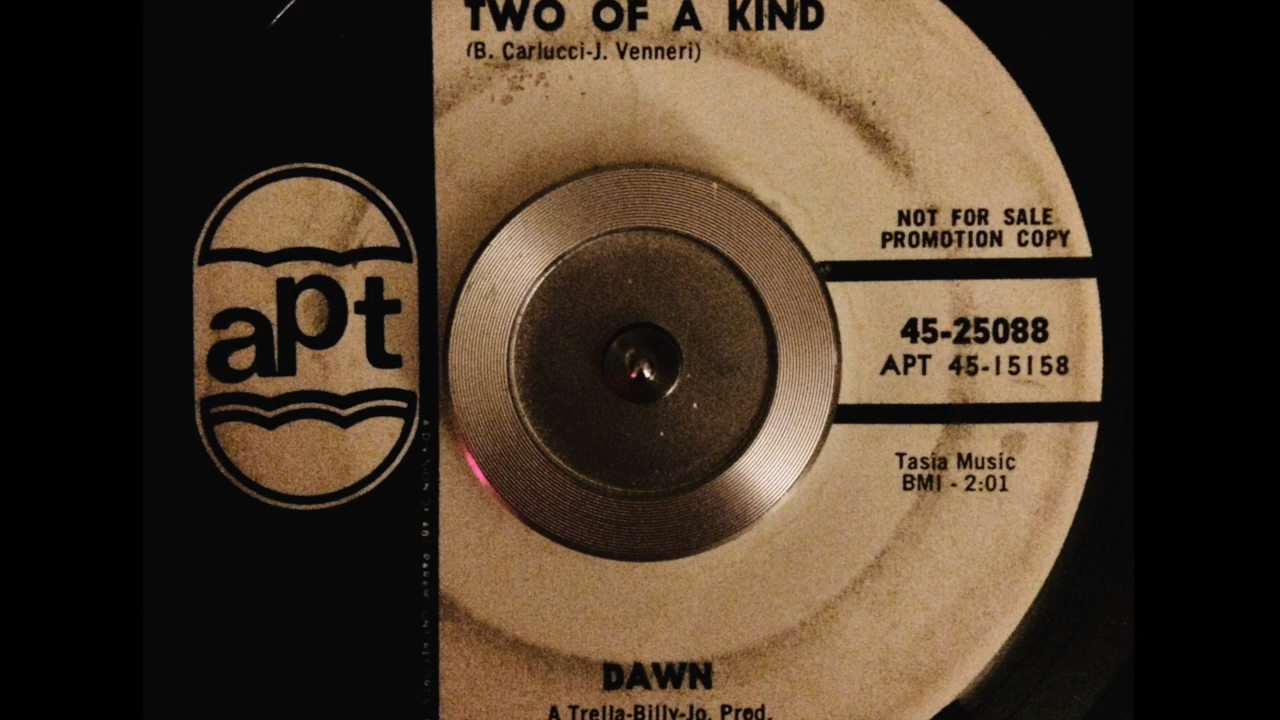 TWO OF A KIND
(B. Carlucci-J. Venneri)
apt
NOT FOR SALE
PROMOTION COPY
45-25088
APT 45-15158
Tasia Music
BMI - 2:01
DAWN
A Trella-Billy-Jo. Prod.